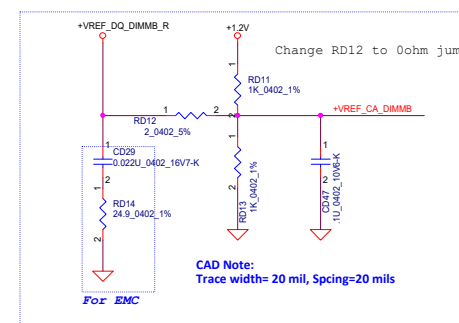 +VREF_DQ_DIMMB_R
+1.2V
Change RD12 to 0ohm jum
1
RD11
1K_0402_1%
2
1
2
RD12
2_0402_5%
+VREF_CA_DIMMB
1
CD29
0.022U_0402_16V7-K
2
1
RD14
24.9_0402_1%
2
1
RD13
1K_0402_1%
2
1
2
CD47
.1U_0402_10V6-K
CAD Note:
Trace width= 20 mil, Spcing=20 mils
For EMC